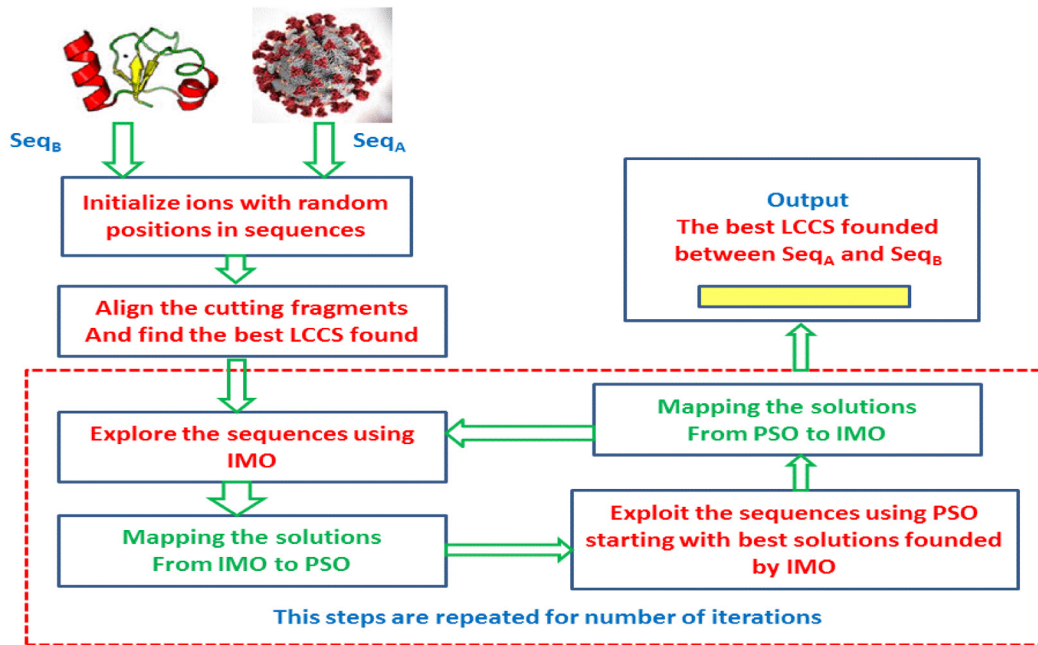 Seq_B
Seq_A
Initialize ions with random
positions in sequences
Align the cutting fragments
And find the best LCCS found
Explore the sequences using
IMO
Mapping the solutions
From IMO to PSO
Exploit the sequences using PSO
starting with best solutions founded
by IMO
Mapping the solutions
From PSO to IMO
Output
The best LCCS founded
between Seq_A and Seq_B
This steps are repeated for number of iterations